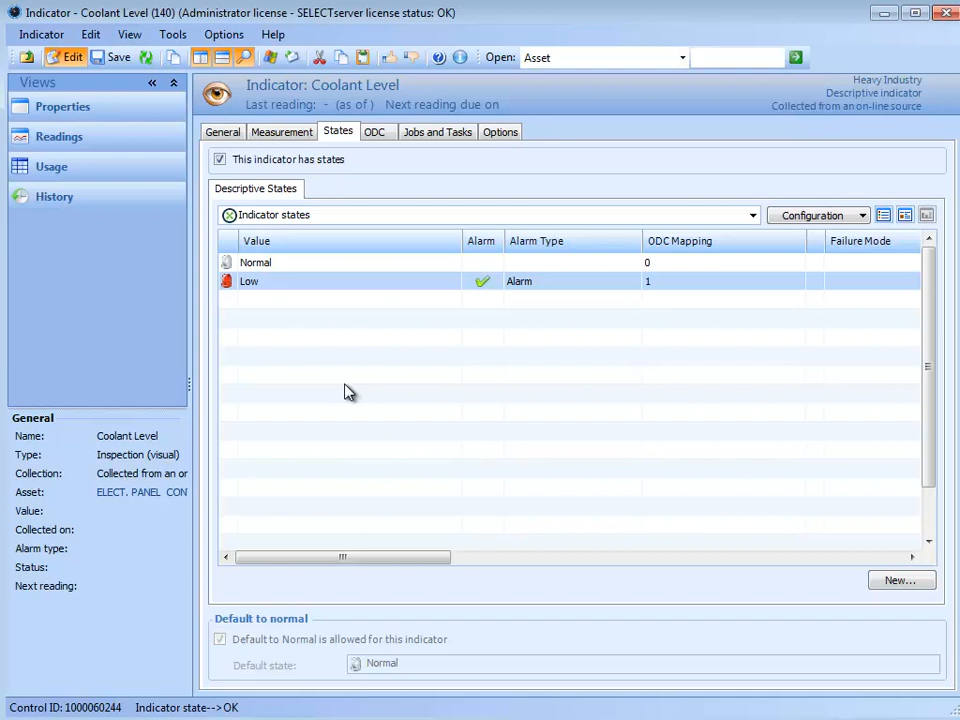 Indicator - Coolant Level (140) (Administrator license - SELECTserver license status: OK)
Indicator Edit View Tools Options Help
Edit Save Open: Asset
Views
Properties
Readings
Usage
History
Indicator: Coolant Level
Last reading: - (as of ) Next reading due on
Heavy Industry
Descriptive indicator
Collected from an on-line source
General Measurement States ODC Jobs and Tasks Options
This indicator has states
Descriptive States
Indicator states Configuration
Value Alarm Alarm Type ODC Mapping Failure Mode
Normal 0
Low Alarm 1
New...
Default to normal
Default to Normal is allowed for this indicator
Default state: Normal
General
Name: Coolant Level
Type: Inspection (visual)
Collection: Collected from an or
Asset: ELECT. PANEL CON
Value:
Collected on:
Alarm type:
Status:
Next reading:
Control ID: 1000060244 Indicator state-->OK